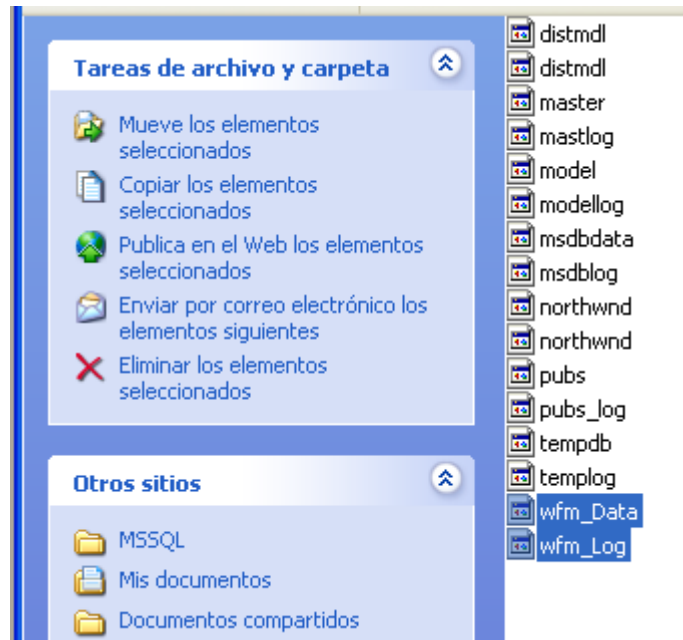 Tareas de archivo y carpeta
Mueve los elementos
seleccionados
Copiar los elementos
seleccionados
Publica en el Web los elementos
seleccionados
Enviar por correo electrónico los
elementos siguientes
Eliminar los elementos
seleccionados
Otros sitios
MSSQL
Mis documentos
Documentos compartidos
distmdl
distmdl
master
mastlog
model
modellog
msdbdata
msdblog
northwnd
northwnd
pubs
pubs_log
tempdb
templog
wfm_Data
wfm_Log